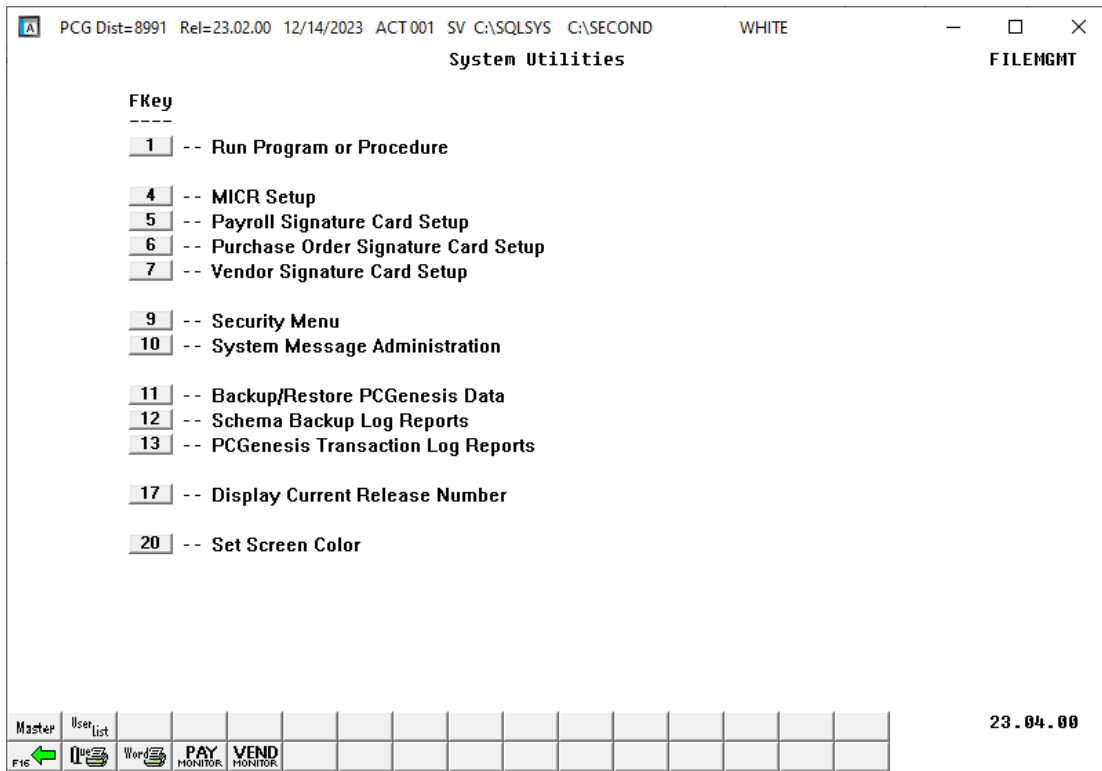 A PCG Dist=8991 Rel=23.02.00 12/14/2023 ACT 001 SV C:\SQLSYS C:\SECOND WHITE
System Utilities FILEMGMT
FKey
----
1 -- Run Program or Procedure
4 -- MICR Setup
5 -- Payroll Signature Card Setup
6 -- Purchase Order Signature Card Setup
7 -- Vendor Signature Card Setup
9 -- Security Menu
10 -- System Message Administration
11 -- Backup/Restore PCGenesis Data
12 -- Schema Backup Log Reports
13 -- PCGenesis Transaction Log Reports
17 -- Display Current Release Number
20 -- Set Screen Color
Master User List 23.04.00
F16 Que Word PAY MONITOR VEND MONITOR